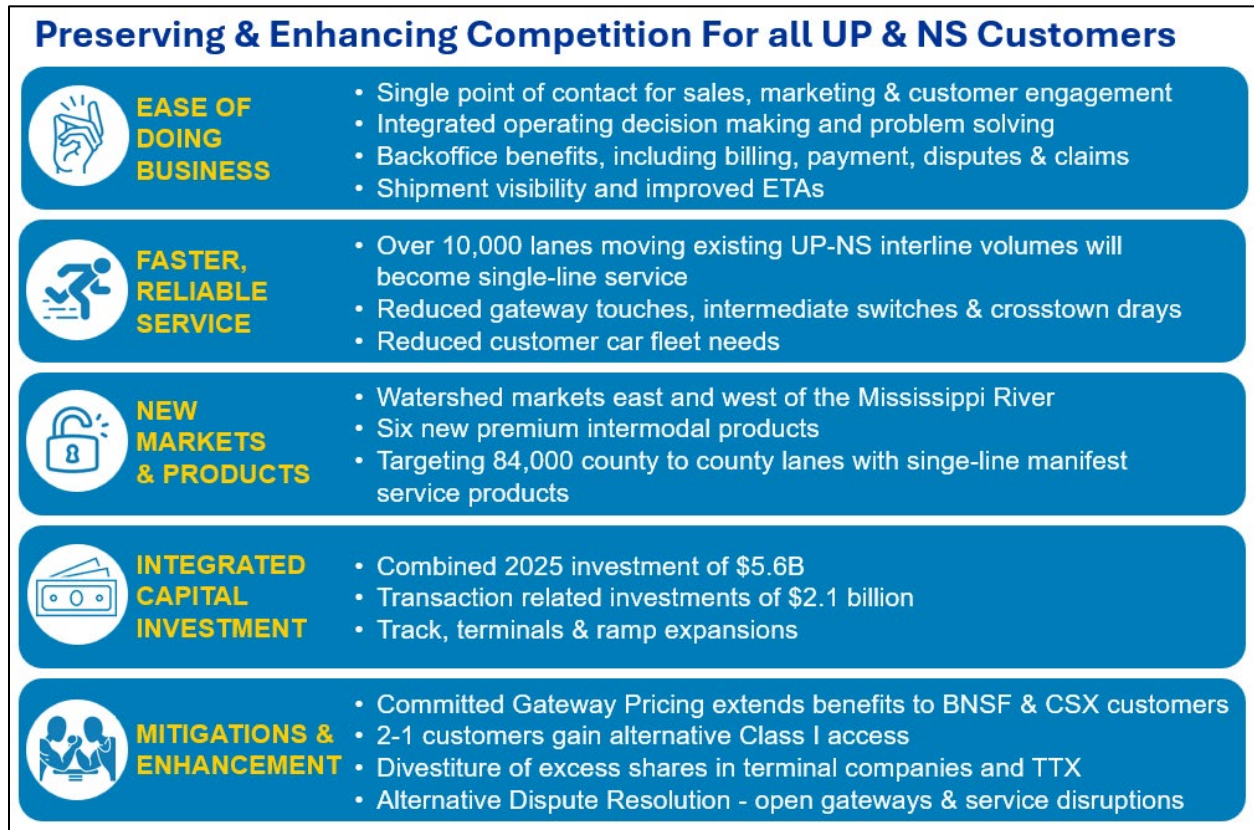 Preserving & Enhancing Competition For all UP & NS Customers
EASE OF
DOING
BUSINESS
• Single point of contact for sales, marketing & customer engagement
• Integrated operating decision making and problem solving
• Backoffice benefits, including billing, payment, disputes & claims
• Shipment visibility and improved ETAs
FASTER,
RELIABLE
SERVICE
• Over 10,000 lanes moving existing UP-NS interline volumes will
become single-line service
• Reduced gateway touches, intermediate switches & crosstown drays
• Reduced customer car fleet needs
NEW
MARKETS
& PRODUCTS
• Watershed markets east and west of the Mississippi River
• Six new premium intermodal products
• Targeting 84,000 county to county lanes with singe-line manifest
service products
INTEGRATED
CAPITAL
INVESTMENT
• Combined 2025 investment of $5.6B
• Transaction related investments of $2.1 billion
• Track, terminals & ramp expansions
MITIGATIONS &
ENHANCEMENT
• Committed Gateway Pricing extends benefits to BNSF & CSX customers
• 2-1 customers gain alternative Class I access
• Divestiture of excess shares in terminal companies and TTX
• Alternative Dispute Resolution - open gateways & service disruptions